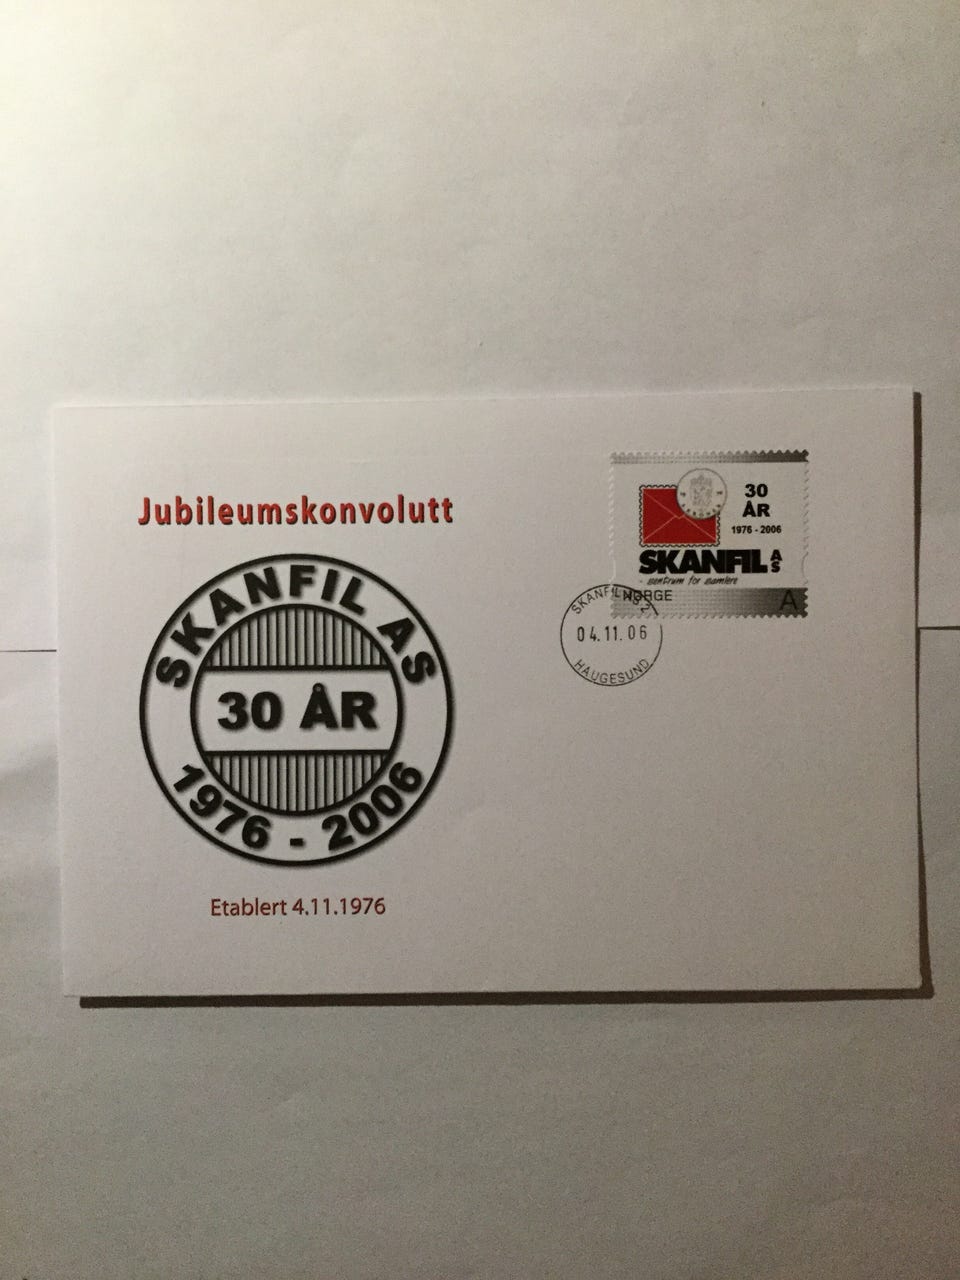 Jubileumskonvolutt
SKANFIL AS
30 ÅR
1976 - 2006
Etablert 4.11.1976
30
ÅR
1976 - 2006
SKANFIL AS
- sentrum for samlere
NORGE
A
SKANFIL AS
04.11.06
HAUGESUND